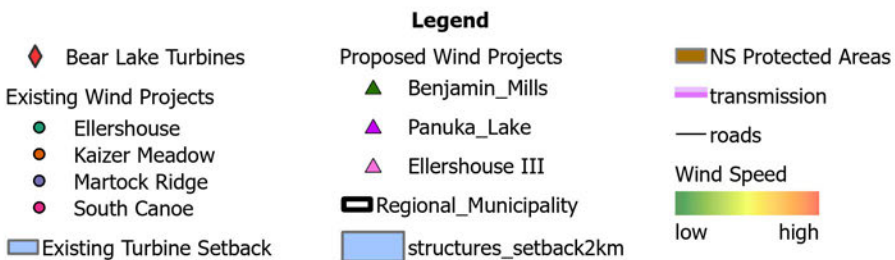 Legend
Bear Lake Turbines
Existing Wind Projects
Ellershouse
Kaizer Meadow
Martock Ridge
South Canoe
Existing Turbine Setback
Proposed Wind Projects
Benjamin_Mills
Panuka_Lake
Ellershouse III
Regional_Municipality
structures_setback2km
NS Protected Areas
transmission
roads
Wind Speed
low high